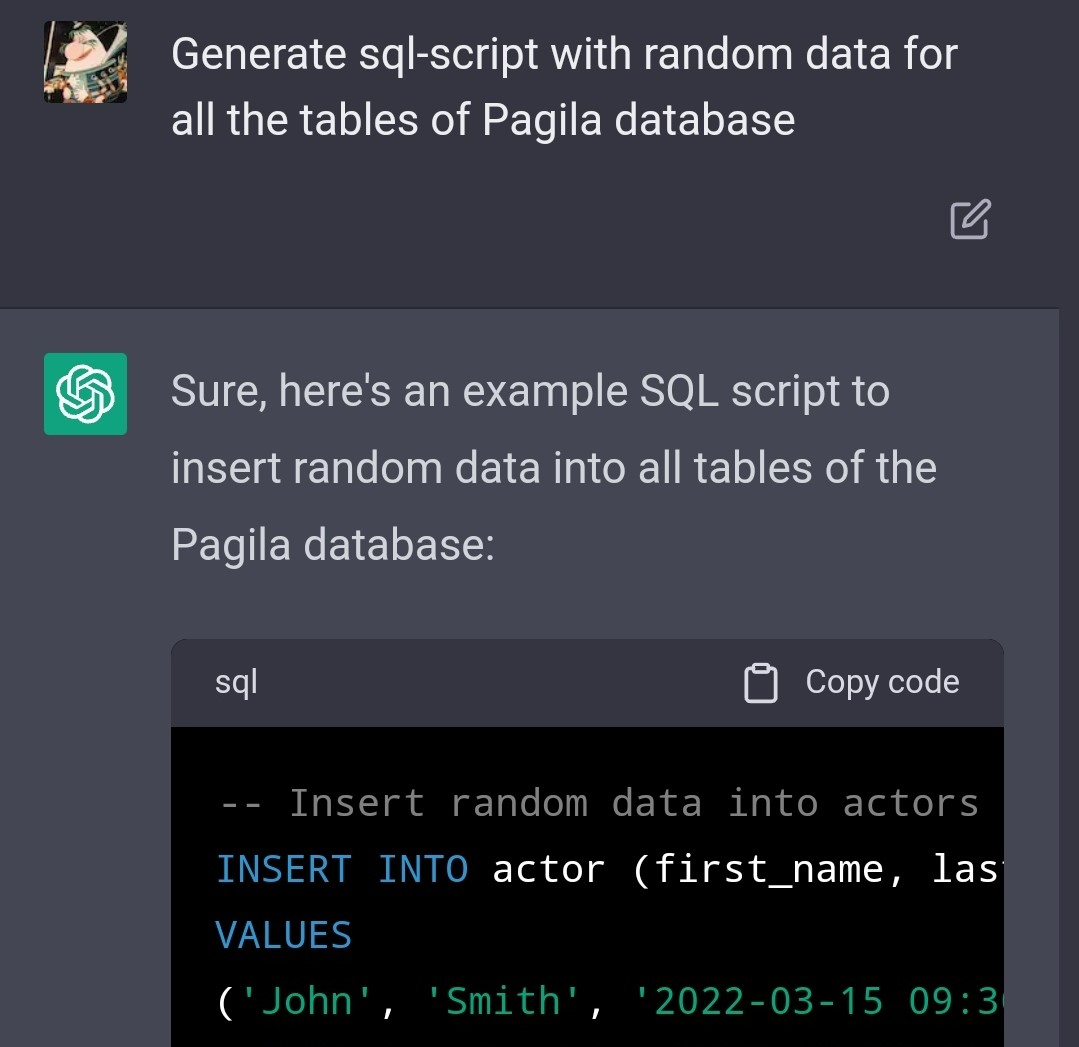 Generate sql-script with random data for
all the tables of Pagila database
Sure, here's an example SQL script to
insert random data into all tables of the
Pagila database:
sql Copy code
-- Insert random data into actors
INSERT INTO actor (first_name, las
VALUES
('John', 'Smith', '2022-03-15 09:3